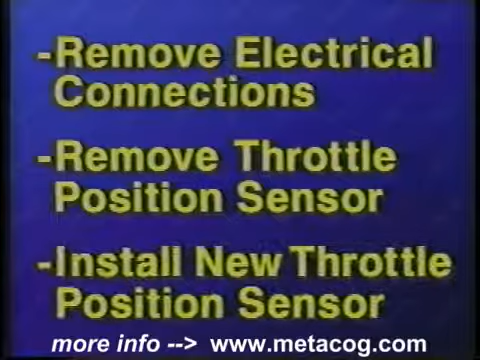 -Remove Electrical
Connections
-Remove Throttle
Position Sensor
-Install New Throttle
Position Sensor
more info --> www.metacog.com